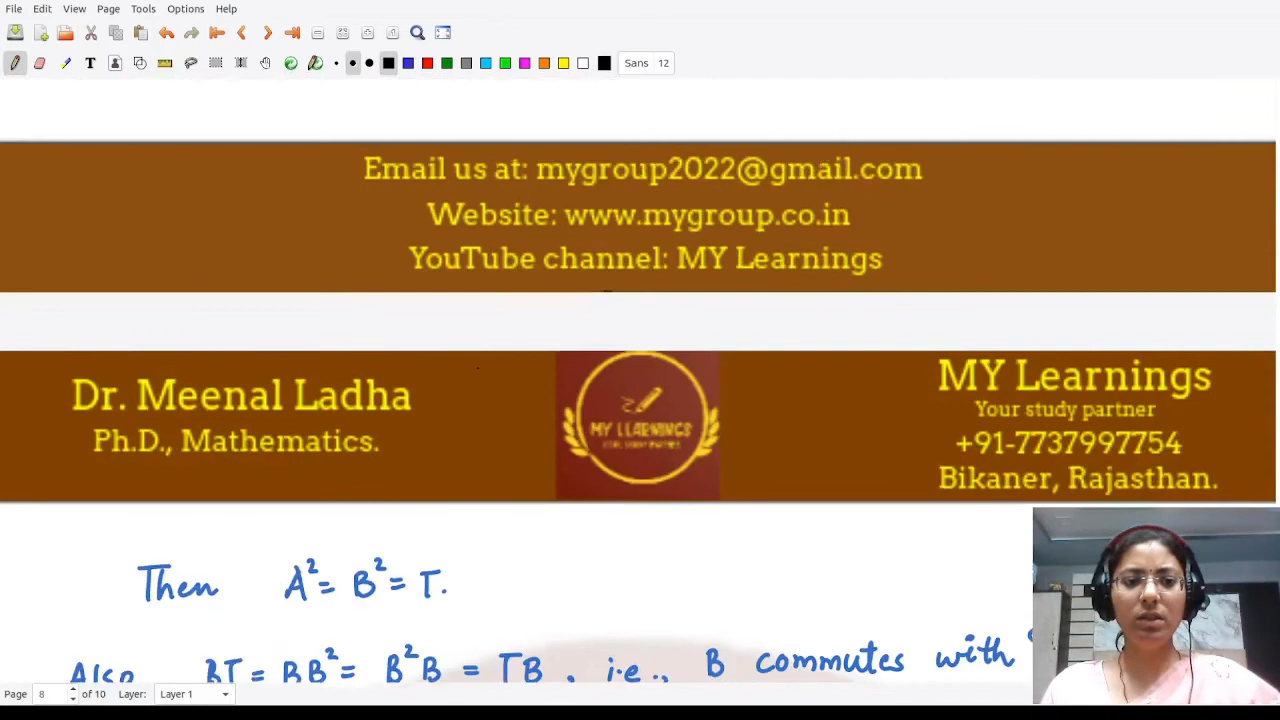 File Edit View Page Tools Options Help
T Sans 12
Email us at: mygroup2022@gmail.com
Website: www.mygroup.co.in
YouTube channel: MY Learnings
Dr. Meenal Ladha
Ph.D., Mathematics.
MY LEARNINGS
MY Learnings
Your study partner
+91-7737997754
Bikaner, Rajasthan.
Then A²= B²= T.
Also BT = BB²= B²B = TB , i.e., B commutes with
Page 8 of 10 Layer: Layer 1